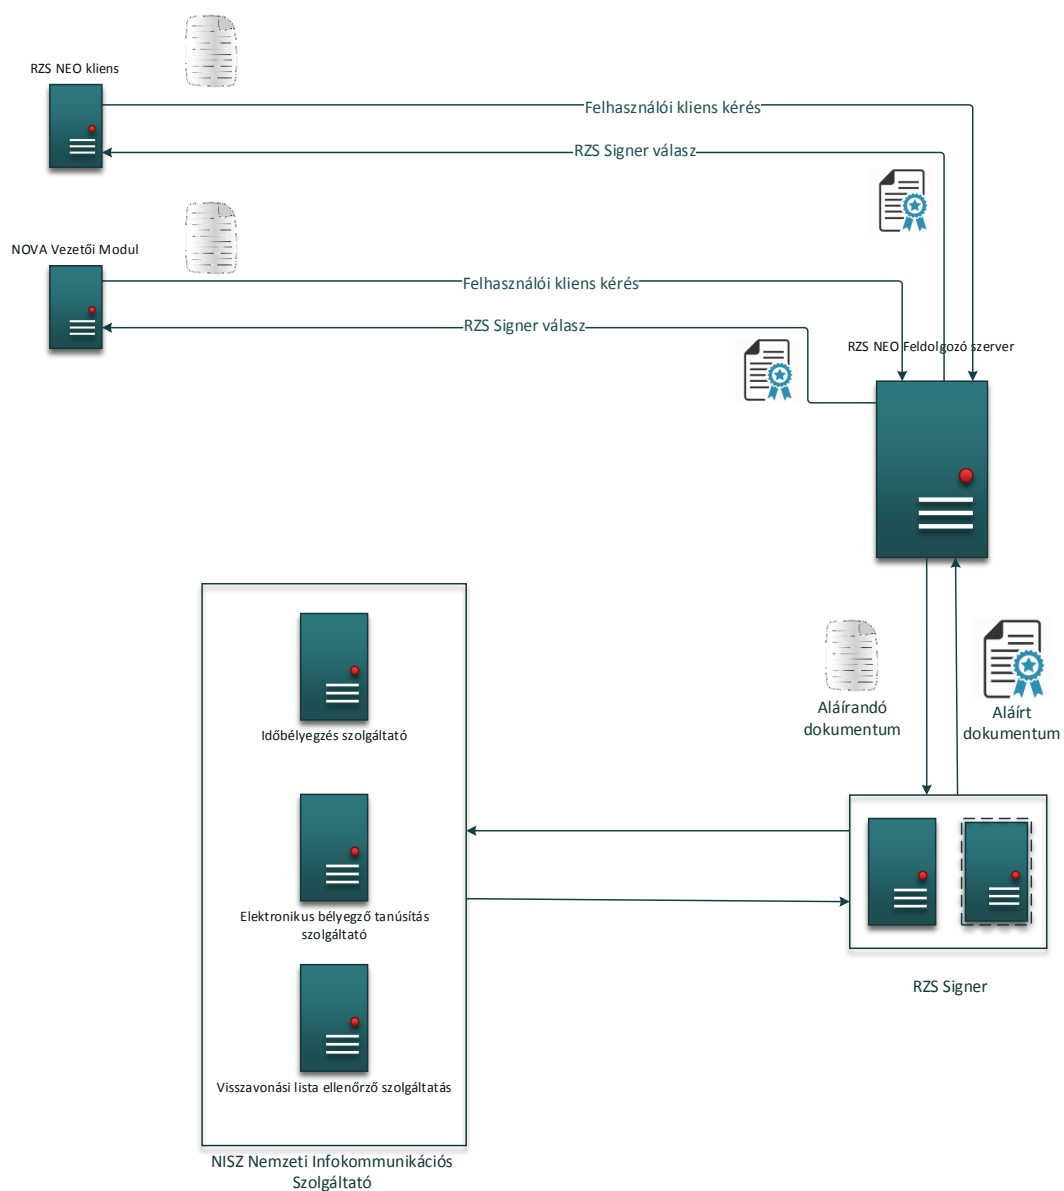 RZS NEO kliens
Felhasználói kliens kérés
RZS Signer válasz
NOVA Vezetői Modul
Felhasználói kliens kérés
RZS Signer válasz
RZS NEO Feldolgozó szerver
Aláírandó
dokumentum
Aláírt
dokumentum
Időbélyegzés szolgáltató
Elektronikus bélyegző tanúsítás
szolgáltató
Visszavonási lista ellenőrző szolgáltatás
RZS Signer
NISZ Nemzeti Infokommunikációs
Szolgáltató